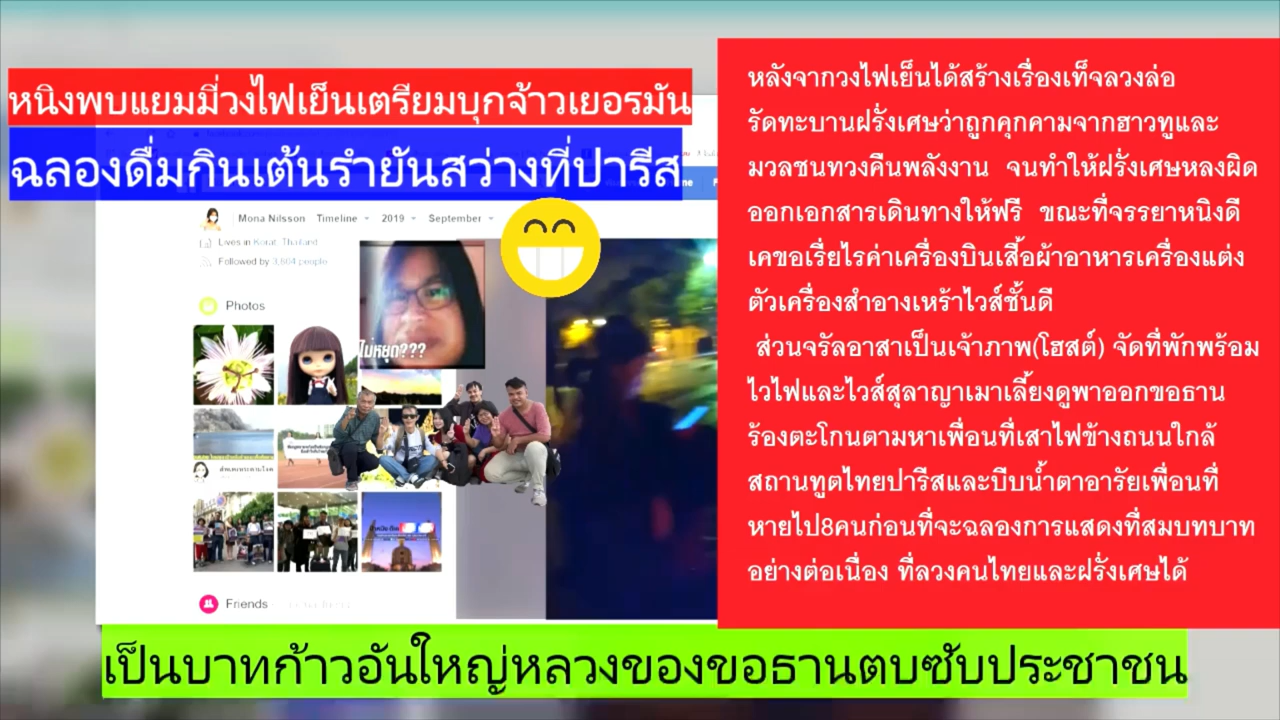 หนิงพบแยมมี่วงไฟเย็นเตรียมบุกจ้าวเยอรมัน
ฉลองดื่มกินเต้นรำยันสว่างที่ปารีส
Mona Nilsson Timeline 2019 September
Lives in Korat, Thailand
Followed by 3,604 people
Photos
ไม่หยุด???
Friends
หลังจากวงไฟเย็นได้สร้างเรื่องเท็จลวงล่อ
รัดทะบานฝรั่งเศษว่าถูกคุกคามจากฮาวทูและ
มวลชนทวงคืนพลังงาน จนทำให้ฝรั่งเศษหลงผิด
ออกเอกสารเดินทางให้ฟรี ขณะที่จรรยาหนิงดี
เคขอเรี่ยไรค่าเครื่องบินเสื้อผ้าอาหารเครื่องแต่ง
ตัวเครื่องสำอางเหร้าไวส์ชั้นดี
ส่วนจรัลอาสาเป็นเจ้าภาพ(โฮสต์) จัดที่พักพร้อม
ไวไฟและไวส์สุลาญาเมาเลี้ยงดูพาออกขอธาน
ร้องตะโกนตามหาเพื่อนที่เสาไฟข้างถนนใกล้
สถานทูตไทยปารีสและบีบน้ำตาอารัยเพื่อนที่
หายไป8คนก่อนที่จะฉลองการแสดงที่สมบทบาท
อย่างต่อเนื่อง ที่ลวงคนไทยและฝรั่งเศษได้
เป็นบาทก้าวอันใหญ่หลวงของขอธานตบซับประชาชน